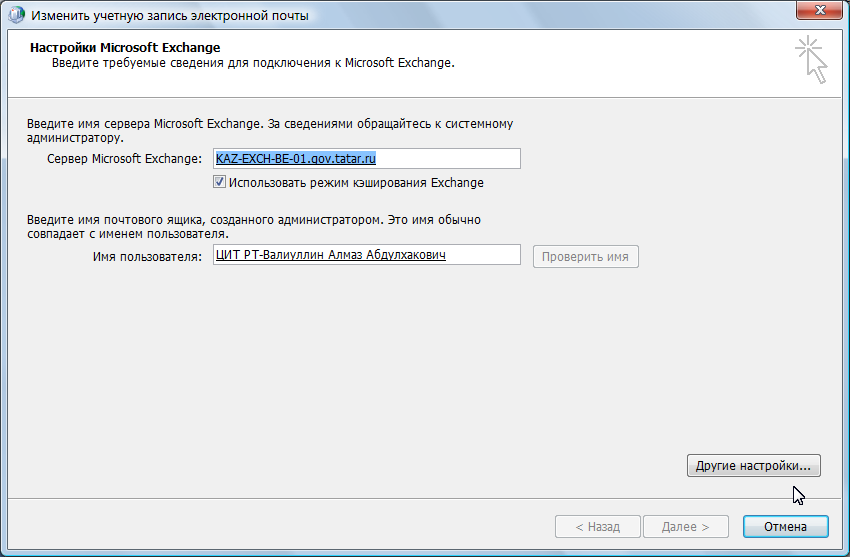 Изменить учетную запись электронной почты
Настройки Microsoft Exchange
Введите требуемые сведения для подключения к Microsoft Exchange.
Введите имя сервера Microsoft Exchange. За сведениями обращайтесь к системному
администратору.
Сервер Microsoft Exchange: KAZ-EXCH-BE-01.gov.tatar.ru
Использовать режим кэширования Exchange
Введите имя почтового ящика, созданного администратором. Это имя обычно
совпадает с именем пользователя.
Имя пользователя: ЦИТ РТ-Валиуллин Алмаз Абдулхакович Проверить имя
Другие настройки...
< Назад Далее > Отмена